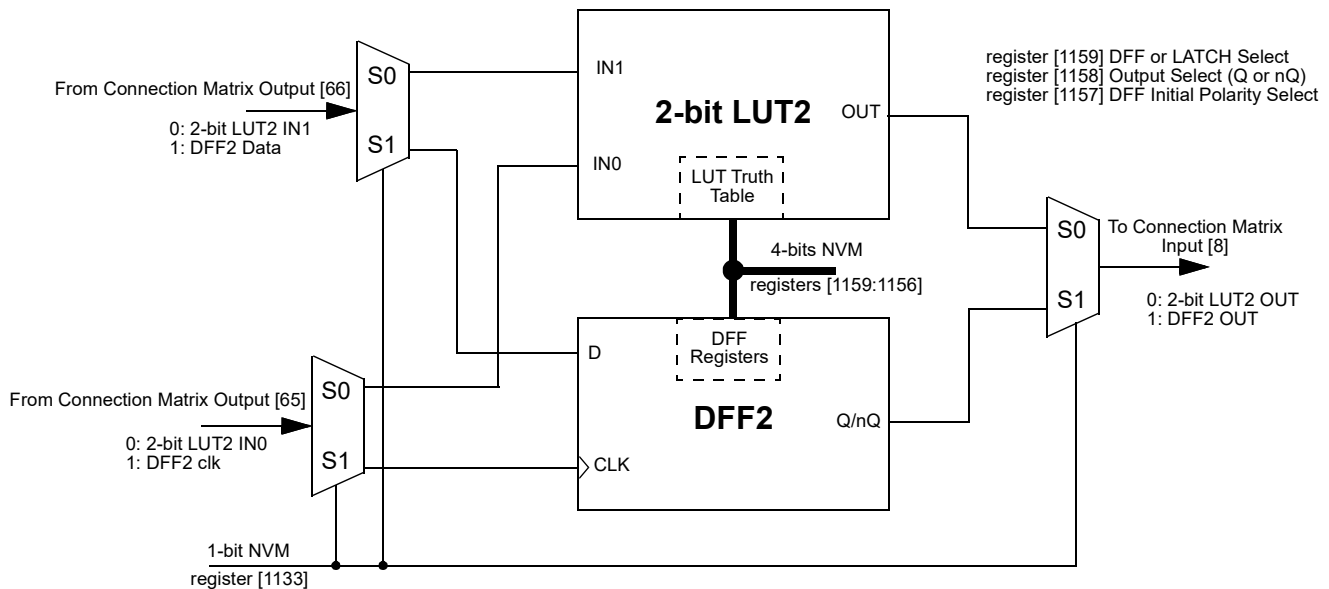 register [1159] DFF or LATCH Select
register [1158] Output Select (Q or nQ)
register [1157] DFF Initial Polarity Select
From Connection Matrix Output [66]
0: 2-bit LUT2 IN1
1: DFF2 Data
S0
S1
IN1
IN0
2-bit LUT2
OUT
LUT Truth
Table
4-bits NVM
registers [1159:1156]
S0
S1
To Connection Matrix
Input [8]
0: 2-bit LUT2 OUT
1: DFF2 OUT
From Connection Matrix Output [65]
0: 2-bit LUT2 IN0
1: DFF2 clk
S0
S1
D
DFF
Registers
DFF2
Q/nQ
CLK
1-bit NVM
register [1133]